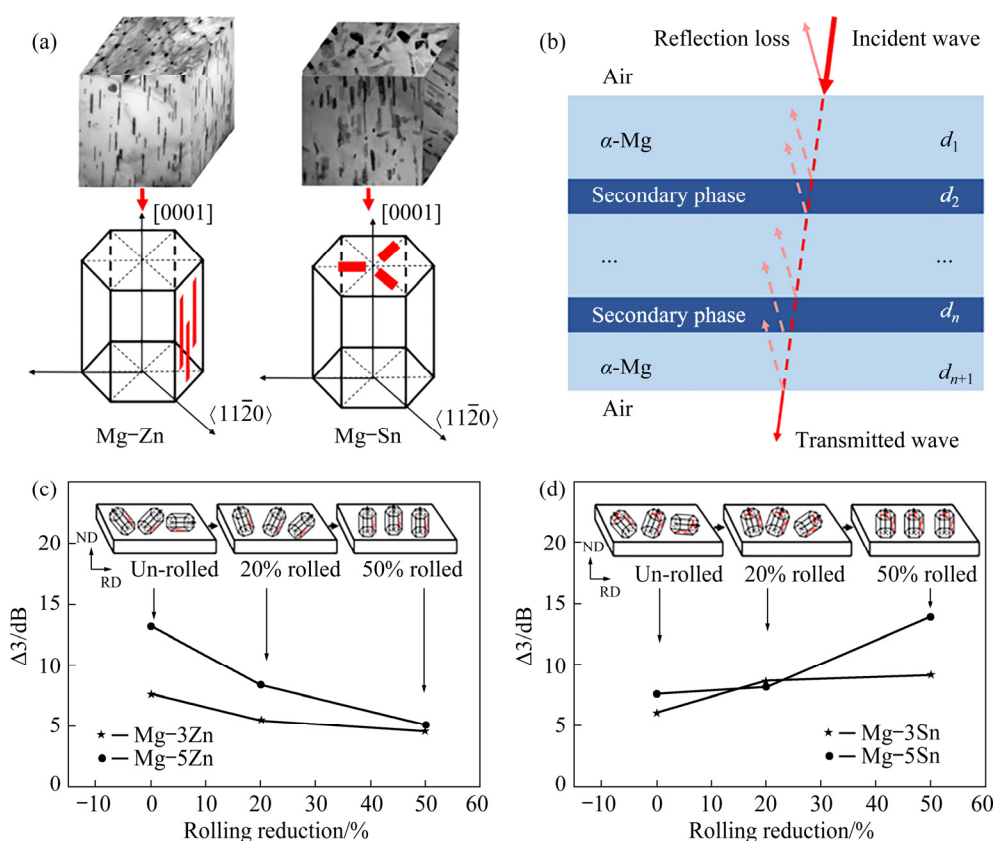 (a)
[0001]
[0001]
⟨112̄0⟩
⟨112̄0⟩
Mg−Zn
Mg−Sn
(b)
Reflection loss
Incident wave
Air
α-Mg
d1
Secondary phase
d2
...
...
Secondary phase
dn
α-Mg
dn+1
Air
Transmitted wave
(c)
ND
RD
Un-rolled
20% rolled
50% rolled
Δ3/dB
20
15
10
5
0
Mg−3Zn
Mg−5Zn
−10
0
10
20
30
40
50
60
Rolling reduction/%
(d)
ND
RD
Un-rolled
20% rolled
50% rolled
Δ3/dB
20
15
10
5
0
Mg−3Sn
Mg−5Sn
−10
0
10
20
30
40
50
60
Rolling reduction/%